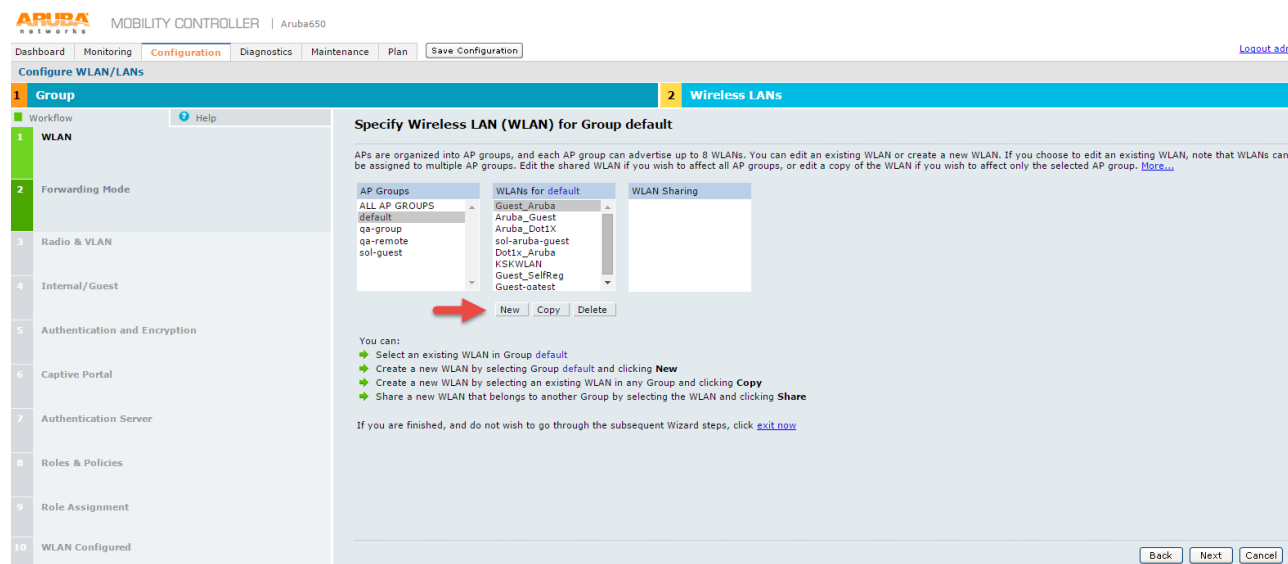 ARUBA networks MOBILITY CONTROLLER | Aruba650
Dashboard Monitoring Configuration Diagnostics Maintenance Plan Save Configuration Logout
Configure WLAN/LANs
1 Group 2 Wireless LANs
Workflow ? Help
1 WLAN
2 Forwarding Mode
3 Radio & VLAN
4 Internal/Guest
5 Authentication and Encryption
6 Captive Portal
7 Authentication Server
8 Roles & Policies
9 Role Assignment
10 WLAN Configured
Specify Wireless LAN (WLAN) for Group default
APs are organized into AP groups, and each AP group can advertise up to 8 WLANs. You can edit an existing WLAN or create a new WLAN. If you choose to edit an existing WLAN, note that WLANs can
be assigned to multiple AP groups. Edit the shared WLAN if you wish to affect all AP groups, or edit a copy of the WLAN if you wish to affect only the selected AP group. More...
AP Groups
ALL AP GROUPS
default
qa-group
qa-remote
sol-guest
WLANs for default
Guest_Aruba
Aruba_Guest
Aruba_Dot1X
sol-aruba-guest
Dot1x_Aruba
KSKWLAN
Guest_SelfReg
Guest-qatest
WLAN Sharing
New Copy Delete
You can:
Select an existing WLAN in Group default
Create a new WLAN by selecting Group default and clicking New
Create a new WLAN by selecting an existing WLAN in any Group and clicking Copy
Share a new WLAN that belongs to another Group by selecting the WLAN and clicking Share
If you are finished, and do not wish to go through the subsequent Wizard steps, click exit now
Back Next Cancel